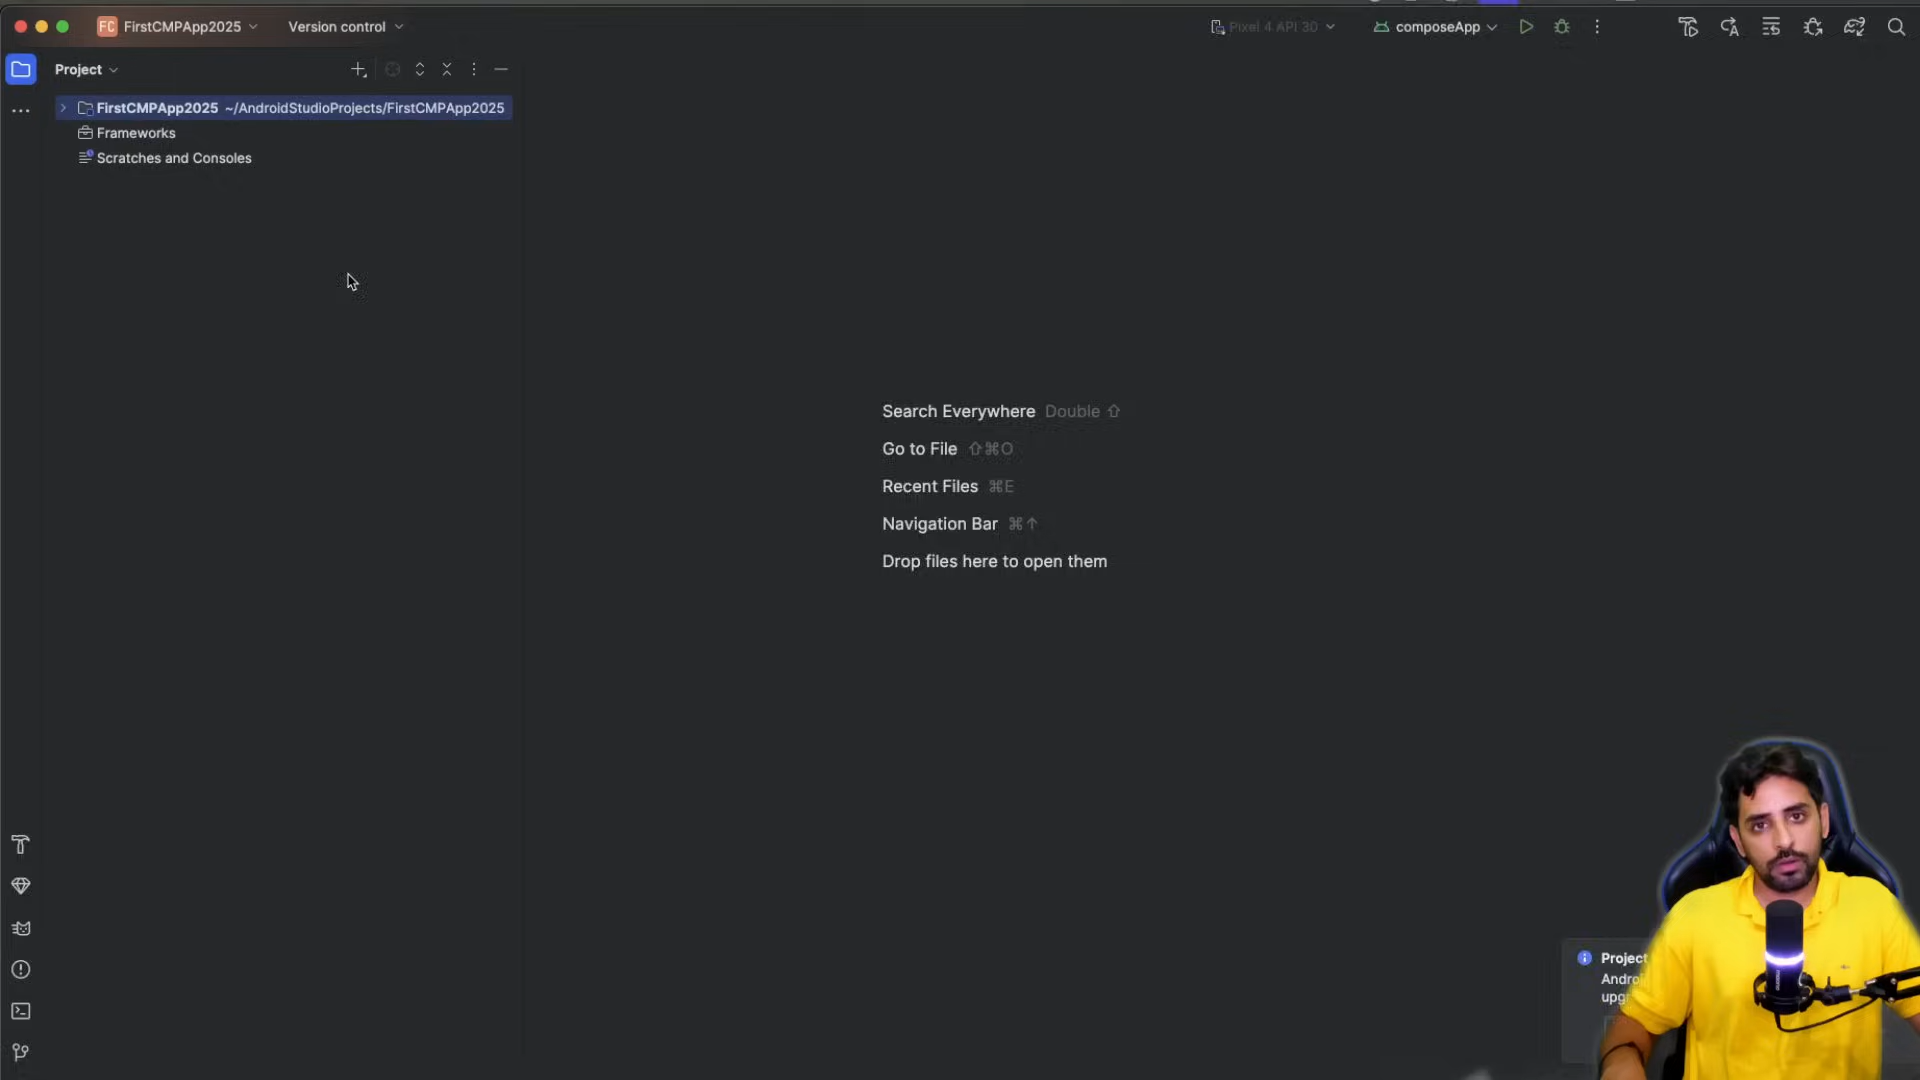 FC FirstCMPApp2025
Version control
Pixel 4 API 30
composeApp
Project
FirstCMPApp2025 ~/AndroidStudioProjects/FirstCMPApp2025
Frameworks
Scratches and Consoles
Search Everywhere Double ⇧
Go to File ⇧⌘O
Recent Files ⌘E
Navigation Bar ⌘↑
Drop files here to open them
Project